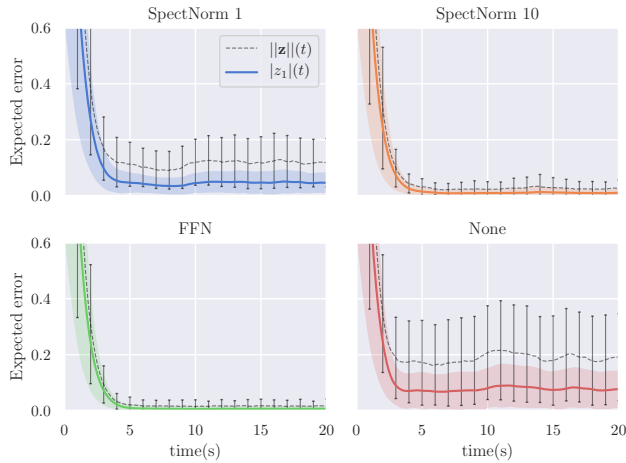 SpectNorm 1
SpectNorm 10
0.6
0.4
0.2
0.0
Expected error
||z||(t)
|z₁|(t)
FFN
None
0.6
0.4
0.2
0.0
Expected error
0 5 10 15 20
time(s)
0 5 10 15 20
time(s)